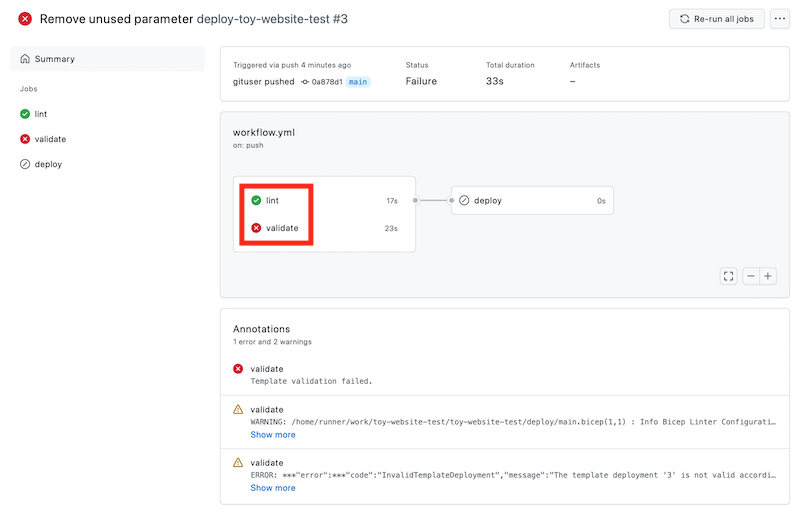 Remove unused parameter deploy-toy-website-test #3
Re-run all jobs
Summary
Jobs
lint
validate
deploy
Triggered via push 4 minutes ago
gituser pushed 0a878d1 main
Status
Failure
Total duration
33s
Artifacts
–
workflow.yml
on: push
lint 17s
validate 23s
deploy 0s
Annotations
1 error and 2 warnings
validate
Template validation failed.
validate
WARNING: /home/runner/work/toy-website-test/toy-website-test/deploy/main.bicep(1,1) : Info Bicep Linter Configurati…
Show more
validate
ERROR: ***"error":***"code":"InvalidTemplateDeployment","message":"The template deployment '3' is not valid accordi…
Show more